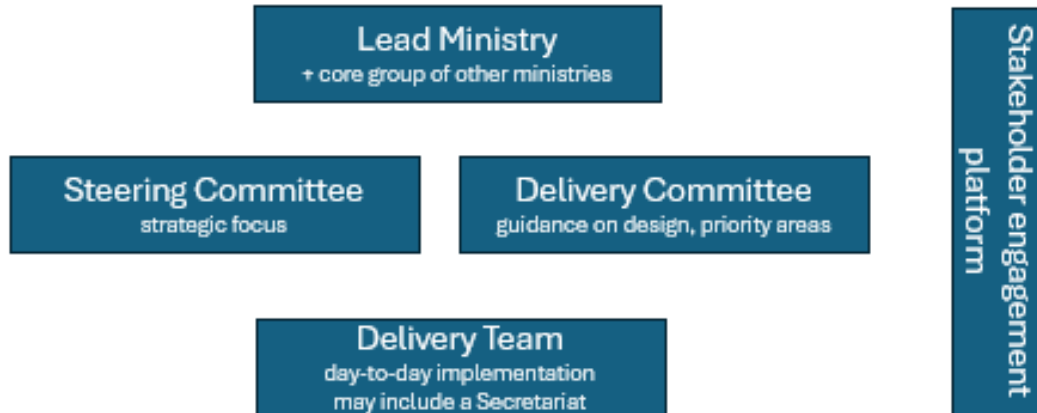 Lead Ministry
+ core group of other ministries
Steering Committee
strategic focus
Delivery Committee
guidance on design, priority areas
Delivery Team
day-to-day implementation
may include a Secretariat
Stakeholder engagement
platform